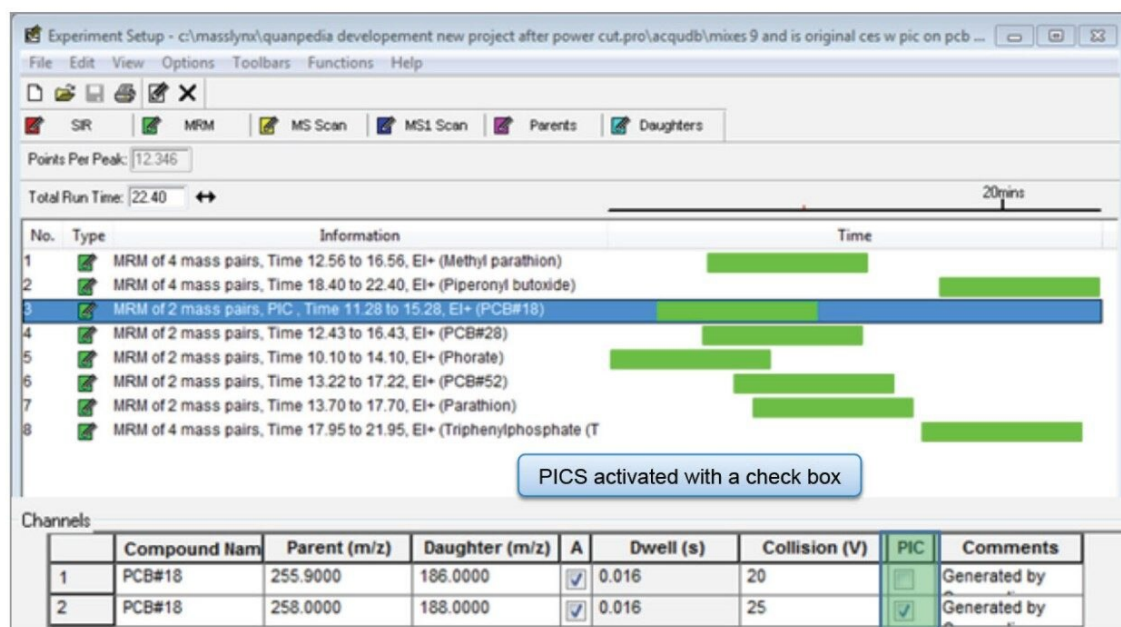 Experiment Setup - c:\masslynx\quanpedia developement new project after power cut.pro\acqudb\mixes 9 and is original ces w pic on pcb ...
File Edit View Options Toolbars Functions Help
SIR MRM MS Scan MS1 Scan Parents Daughters
Points Per Peak: 12.346
Total Run Time: 22.40
20mins
No. Type Information Time
1 MRM of 4 mass pairs, Time 12.56 to 16.56, EI+ (Methyl parathion)
2 MRM of 4 mass pairs, Time 18.40 to 22.40, EI+ (Piperonyl butoxide)
3 MRM of 2 mass pairs, PIC , Time 11.28 to 15.28, EI+ (PCB#18)
4 MRM of 2 mass pairs, Time 12.43 to 16.43, EI+ (PCB#28)
5 MRM of 2 mass pairs, Time 10.10 to 14.10, EI+ (Phorate)
6 MRM of 2 mass pairs, Time 13.22 to 17.22, EI+ (PCB#52)
7 MRM of 2 mass pairs, Time 13.70 to 17.70, EI+ (Parathion)
8 MRM of 4 mass pairs, Time 17.95 to 21.95, EI+ (Triphenylphosphate (T
PICS activated with a check box
Channels
Compound Nam Parent (m/z) Daughter (m/z) A Dwell (s) Collision (V) PIC Comments
1 PCB#18 255.9000 186.0000 0.016 20 Generated by
2 PCB#18 258.0000 188.0000 0.016 25 Generated by